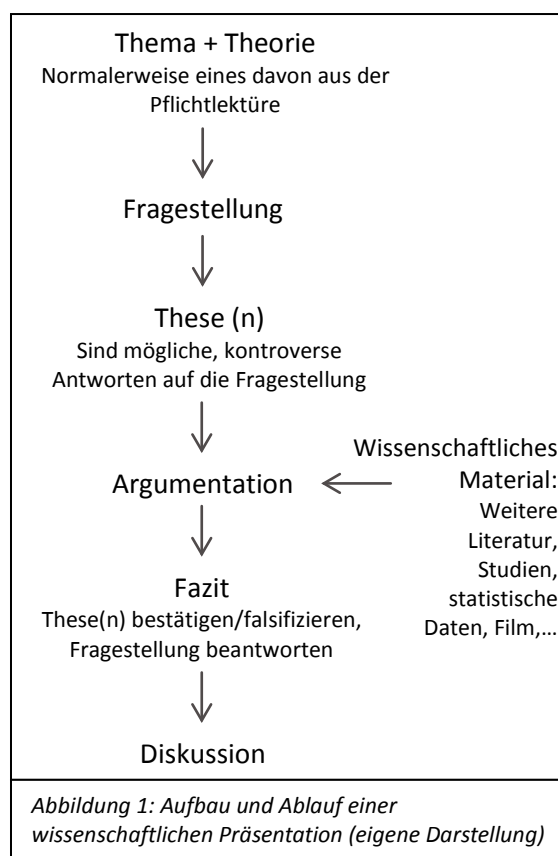 Thema + Theorie
Normalerweise eines davon aus der
Pflichtlektüre
Fragestellung
These (n)
Sind mögliche, kontroverse
Antworten auf die Fragestellung
Argumentation
Wissenschaftliches
Material:
Weitere
Literatur,
Studien,
statistische
Daten, Film,...
Fazit
These(n) bestätigen/falsifizieren,
Fragestellung beantworten
Diskussion
Abbildung 1: Aufbau und Ablauf einer
wissenschaftlichen Präsentation (eigene Darstellung)